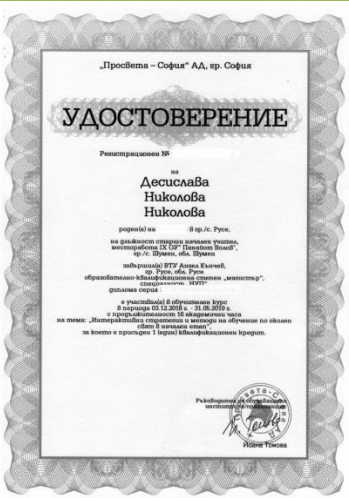 „Просвета – София“ АД, гр. София
УДОСТОВЕРЕНИЕ
Регистрационен №
на
Десислава
Николова
Николова
роден(а) на в гр./с. Русе,
на длъжност старши начален учител,
месторабота IX ОУ" Панайот Волов",
гр./с. Шумен, обл. Шумен
завършил(а) ВТУ Ангел Кънчев,
гр. Русе, обл. Русе
образователно-квалификационна степен „магистър",
специалност НУП"
диплома серия
е участвал(а) в обучителен курс
в периода 03.12.2018 г. - 31.05.2019 г.
с продължителност 16 академични часа
на тема: „Интерактивни стратегии и методи на обучение по околен
свят в начален етап",
за което е присъден 1 (един) квалификационен кредит.
Ръководител на обучителната
институция/организация:
Йоана Томова